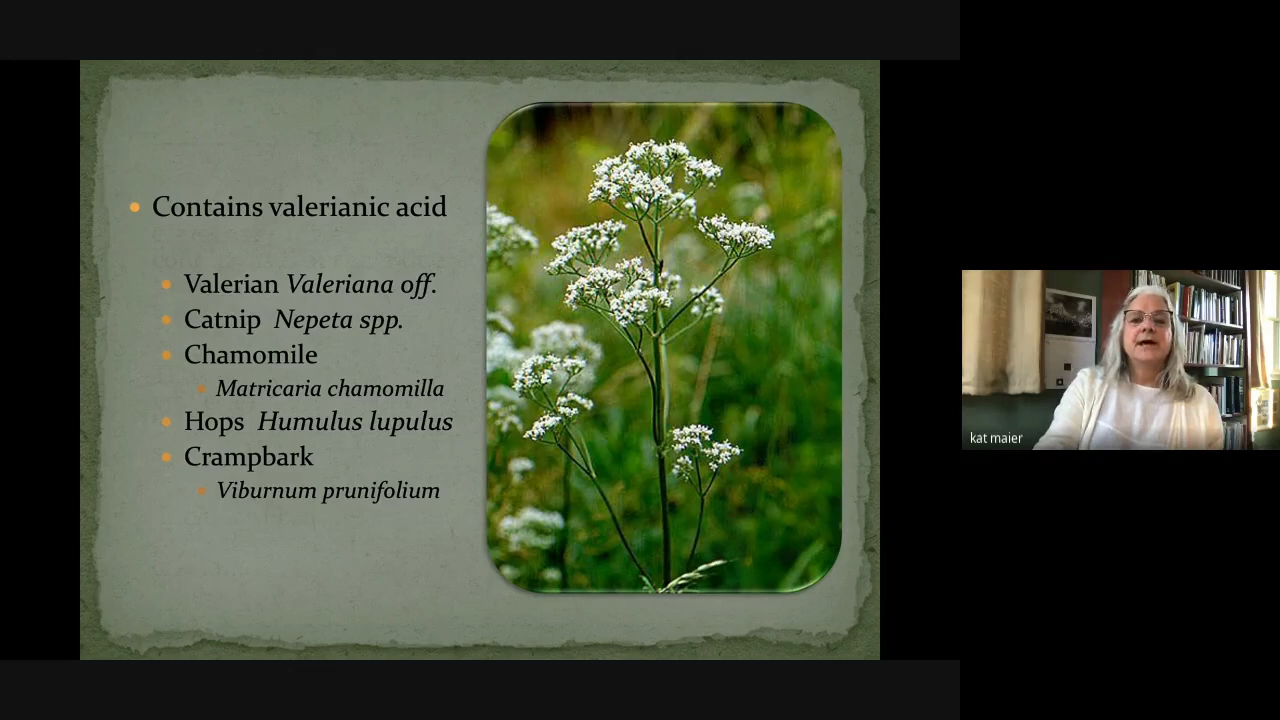 Contains valerianic acid
Valerian Valeriana off.
Catnip Nepeta spp.
Chamomile
Matricaria chamomilla
Hops Humulus lupulus
Crampbark
Viburnum prunifolium
kat maier